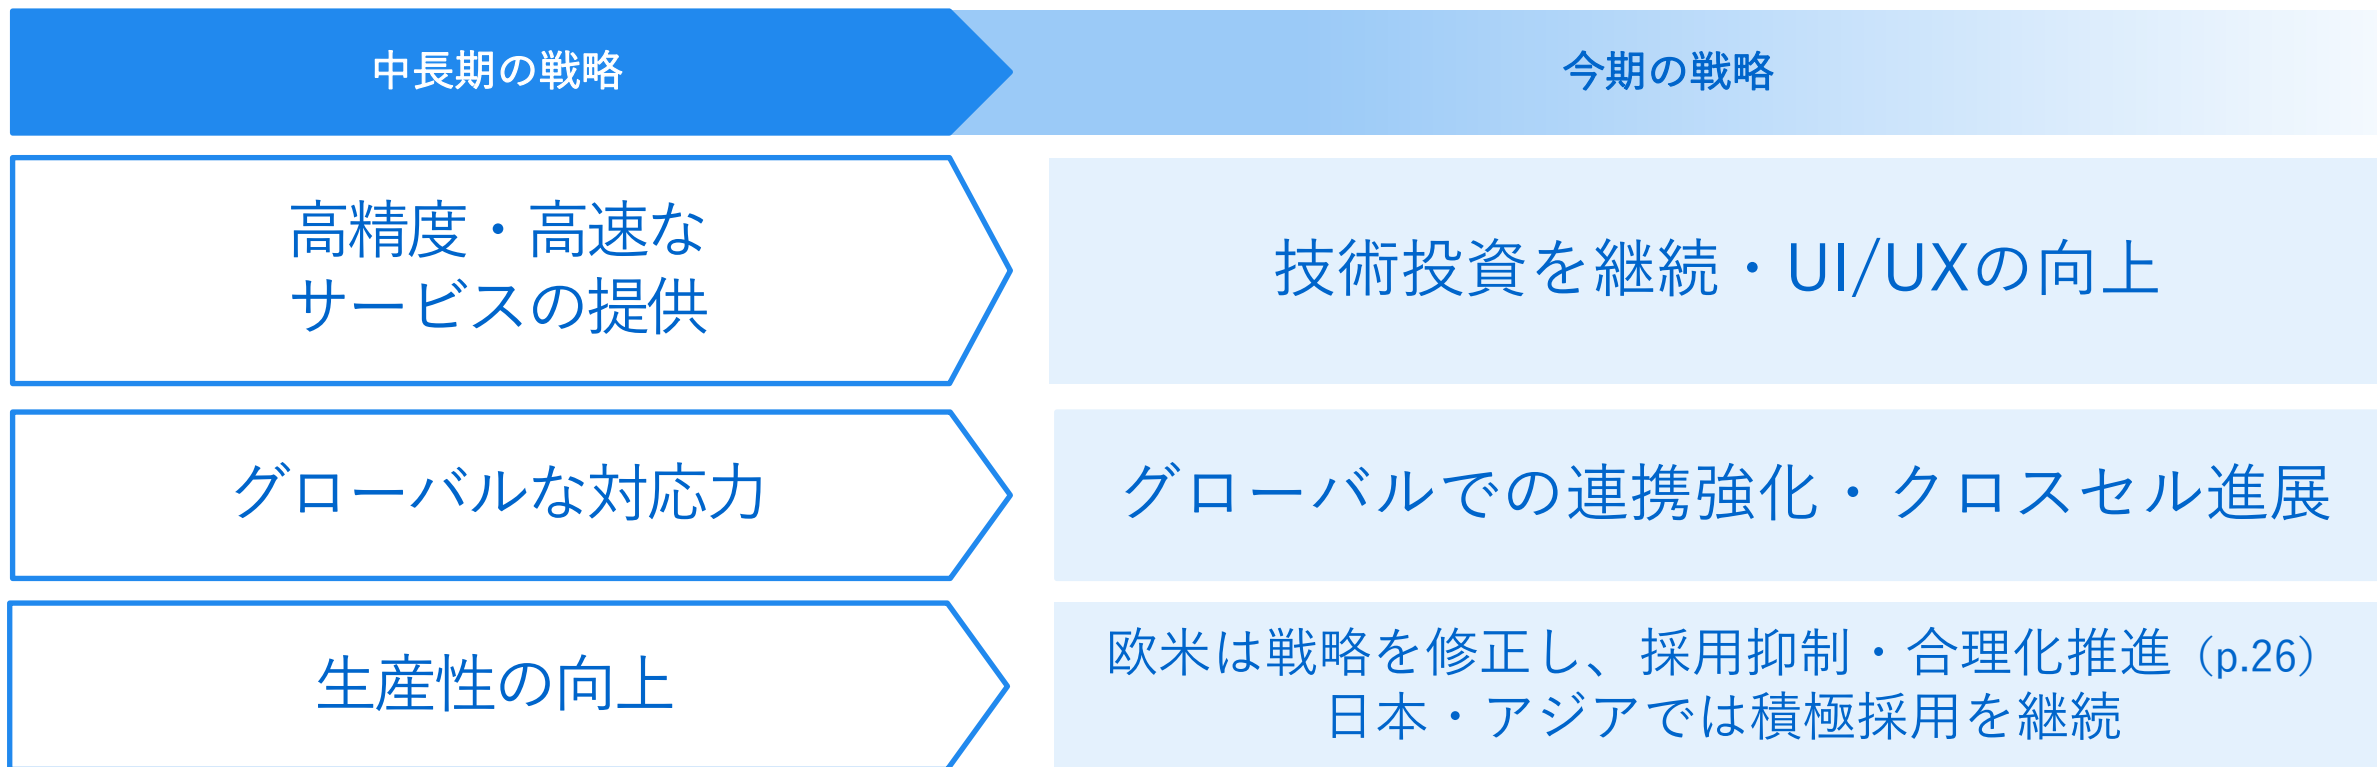 中長期の戦略
今期の戦略
高精度・高速な
サービスの提供
技術投資を継続・UI/UXの向上
グローバルな対応力
グローバルでの連携強化・クロスセル進展
生産性の向上
欧米は戦略を修正し、採用抑制・合理化推進（p.26）
日本・アジアでは積極採用を継続